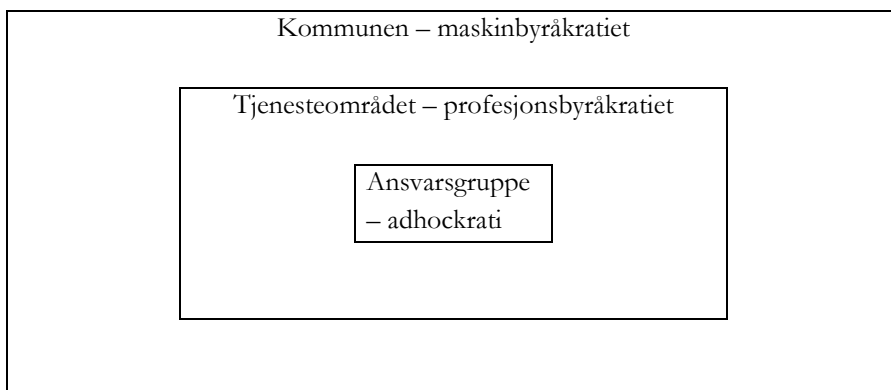 Kommunen – maskinbyråkratiet
Tjenesteområdet – profesjonsbyråkratiet
Ansvarsgruppe
– adhockrati